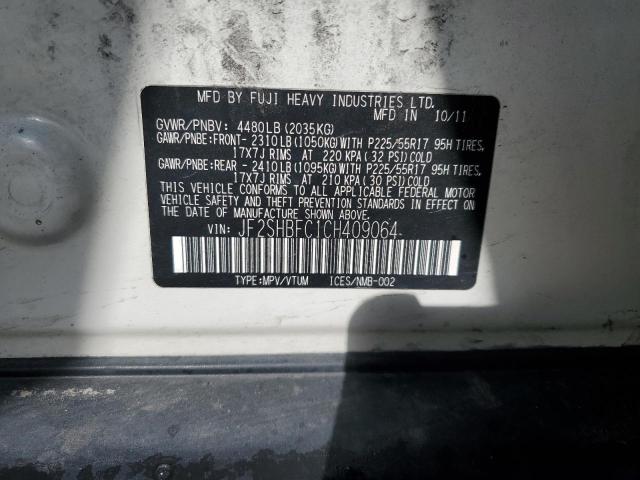 MFD BY FUJI HEAVY INDUSTRIES LTD.
MFD IN 10/11
GVWR/PNBV: 4480LB(2035KG)
GAWR/PNBE:FRONT- 2310LB(1050KG)WITH P225/55R17 95H TIRES,
17X7J RIMS AT 220 KPA(32 PSI)COLD
GAWR/PNBE:REAR - 2410LB(1095KG)WITH P225/55R17 95H TIRES,
17X7J RIMS AT 210 KPA(30 PSI)COLD
THIS VEHICLE CONFORMS TO ALL APPLICABLE FEDERAL MOTOR
VEHICLE SAFETY AND THEFT PREVENTION STANDARDS IN EFFECT ON
THE DATE OF MANUFACTURE SHOWN ABOVE.
VIN: JF2SHBFC1CH409064
TYPE:MPV/VTUM ICES/NMB-002